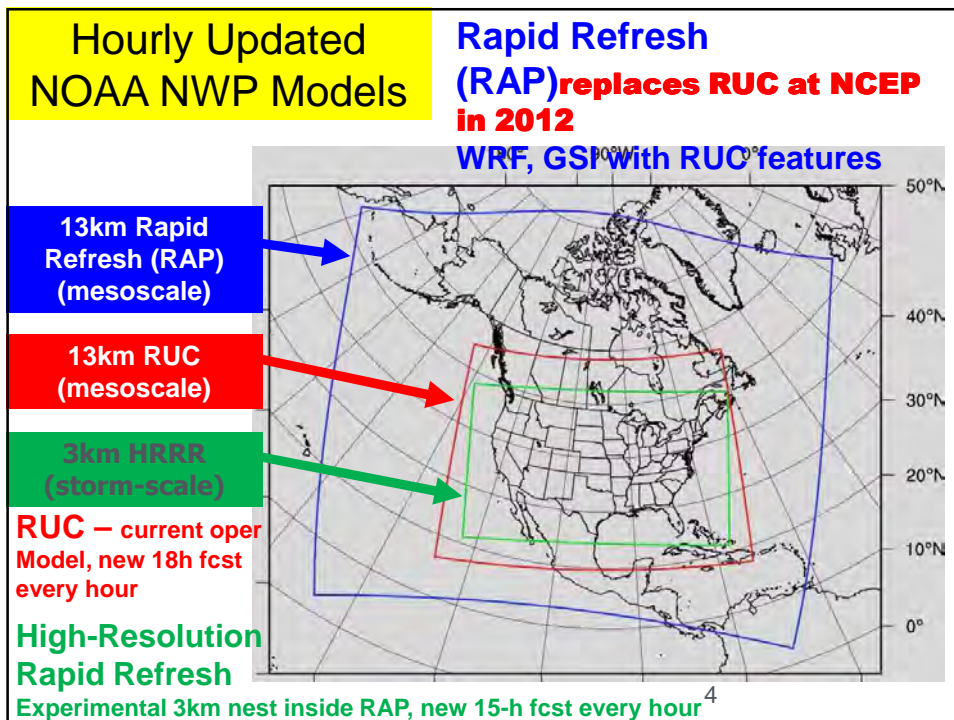 Hourly Updated
NOAA NWP Models
Rapid Refresh
(RAP)replaces RUC at NCEP
in 2012
WRF, GSI with RUC features
90°W
0°
50°N
13km Rapid
Refresh (RAP)
(mesoscale)
40°N
13km RUC
(mesoscale)
30°N
3km HRRR
(storm-scale)
20°N
RUC – current oper
Model, new 18h fcst
every hour
10°N
0°
High-Resolution
Rapid Refresh
Experimental 3km nest inside RAP, new 15-h fcst every hour
4